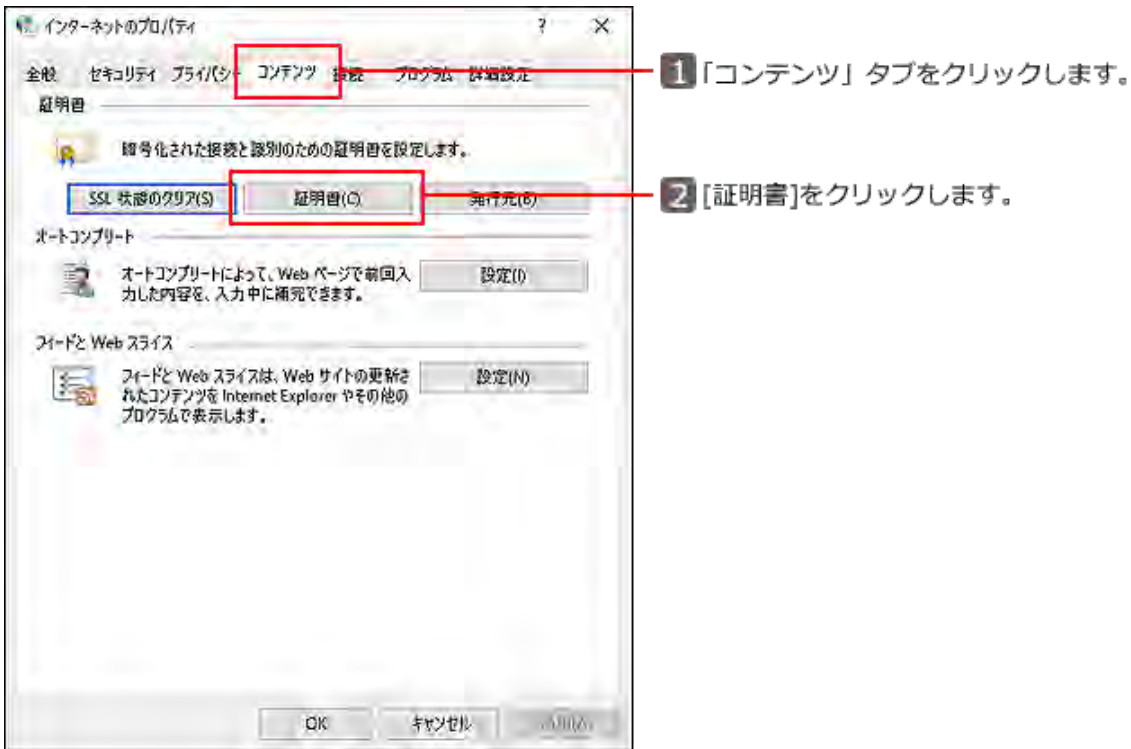 インターネットのプロパティ ? ×
全般 セキュリティ プライバシー コンテンツ 接続 プログラム 詳細設定
1 「コンテンツ」タブをクリックします。
証明書
暗号化された接続と識別のための証明書を設定します。
SSL 状態のクリア(S) 証明書(C) 発行元(B)
2 [証明書]をクリックします。
オートコンプリート
オートコンプリートによって、Web ページで前回入
力した内容を、入力中に補完できます。
設定(I)
フィードと Web スライス
フィードと Web スライスは、Web サイトの更新さ
れたコンテンツを Internet Explorer やその他の
プログラムで表示します。
設定(N)
OK キャンセル